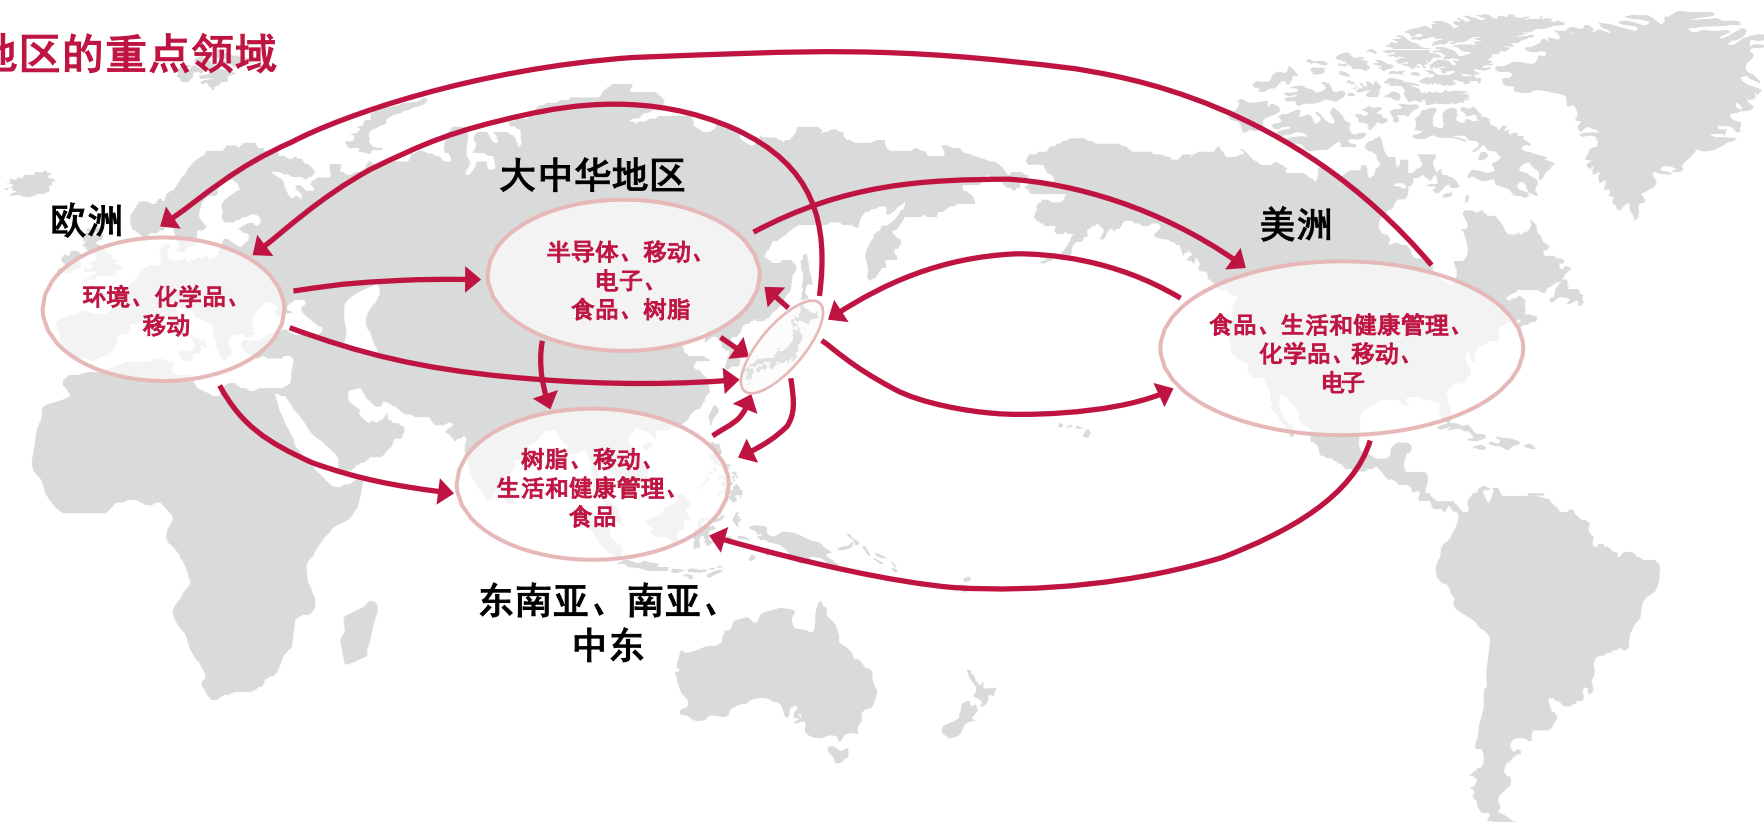 地区的重点领域
大中华地区
欧洲
美洲
半导体、移动、
电子、
食品、树脂
环境、化学品、
移动
食品、生活和健康管理、
化学品、移动、
电子
树脂、移动、
生活和健康管理、
食品
东南亚、南亚、
中东